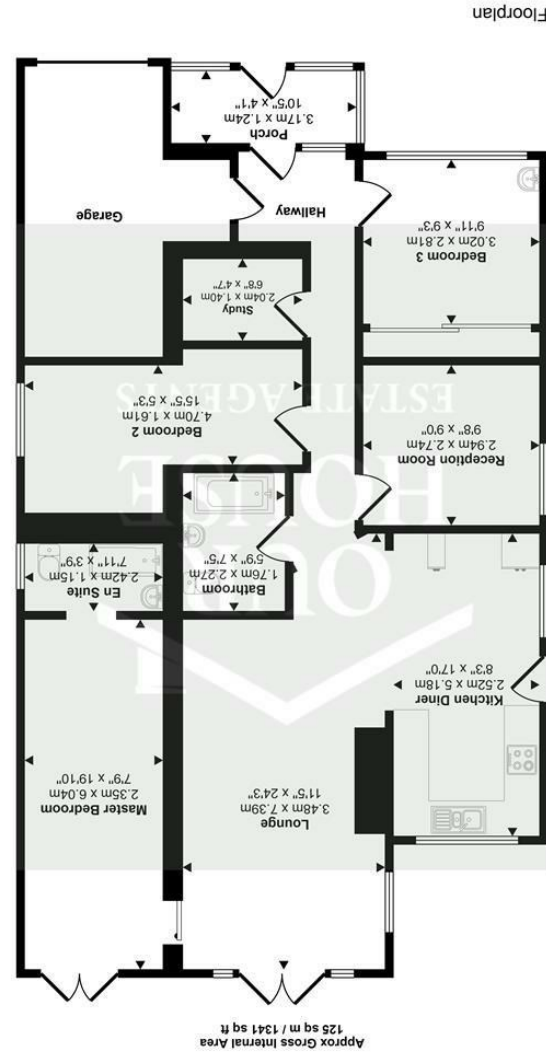 Approx Gross Internal Area
125 sq m / 1341 sq ft
Lounge
3.48m x 7.39m
11'5" x 24'3"
Master Bedroom
2.35m x 6.04m
7'9" x 19'10"
Kitchen Diner
2.52m x 5.18m
8'3" x 17'0"
En Suite
2.42m x 1.15m
7'11" x 3'9"
Bathroom
1.76m x 2.27m
5'9" x 7'5"
Reception Room
2.94m x 2.74m
9'8" x 9'0"
Bedroom 2
4.70m x 1.61m
15'5" x 5'3"
Study
2.04m x 1.40m
6'8" x 4'7"
Bedroom 3
3.02m x 2.81m
9'11" x 9'3"
Hallway
Garage
Porch
3.17m x 1.24m
10'5" x 4'1"
Floorplan
OUR
HOUSE
ESTATE AGENTS